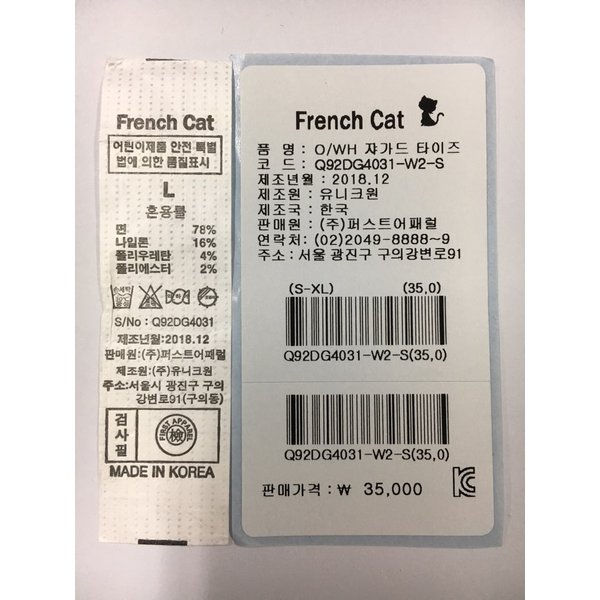 French Cat
어린이제품 안전 특별
법에 의한 품질표시
L
혼용률
면 78%
나일론 16%
폴리우레탄 4%
폴리에스터 2%
S/No : Q92DG4031
제조년월:2018.12
판매원:(주)퍼스트어패럴
제조원:(주)유니크원
주소:서울시 광진구 구의
강변로91(구의동)
검
사
필
FIRST APPAREL
檢
MADE IN KOREA
French Cat
품 명 : O/WH 쟈가드 타이즈
코 드 : Q92DG4031-W2-S
제조년월 : 2018.12
제조원 : 유니크원
제조국 : 한국
판매원 : (주)퍼스트어패럴
연락처: (02)2049-8888~9
주소: 서울 광진구 구의강변로91
(S-XL) (35,0)
Q92DG4031-W2-S(35,0)
Q92DG4031-W2-S(35,0)
판매가격 : ₩ 35,000